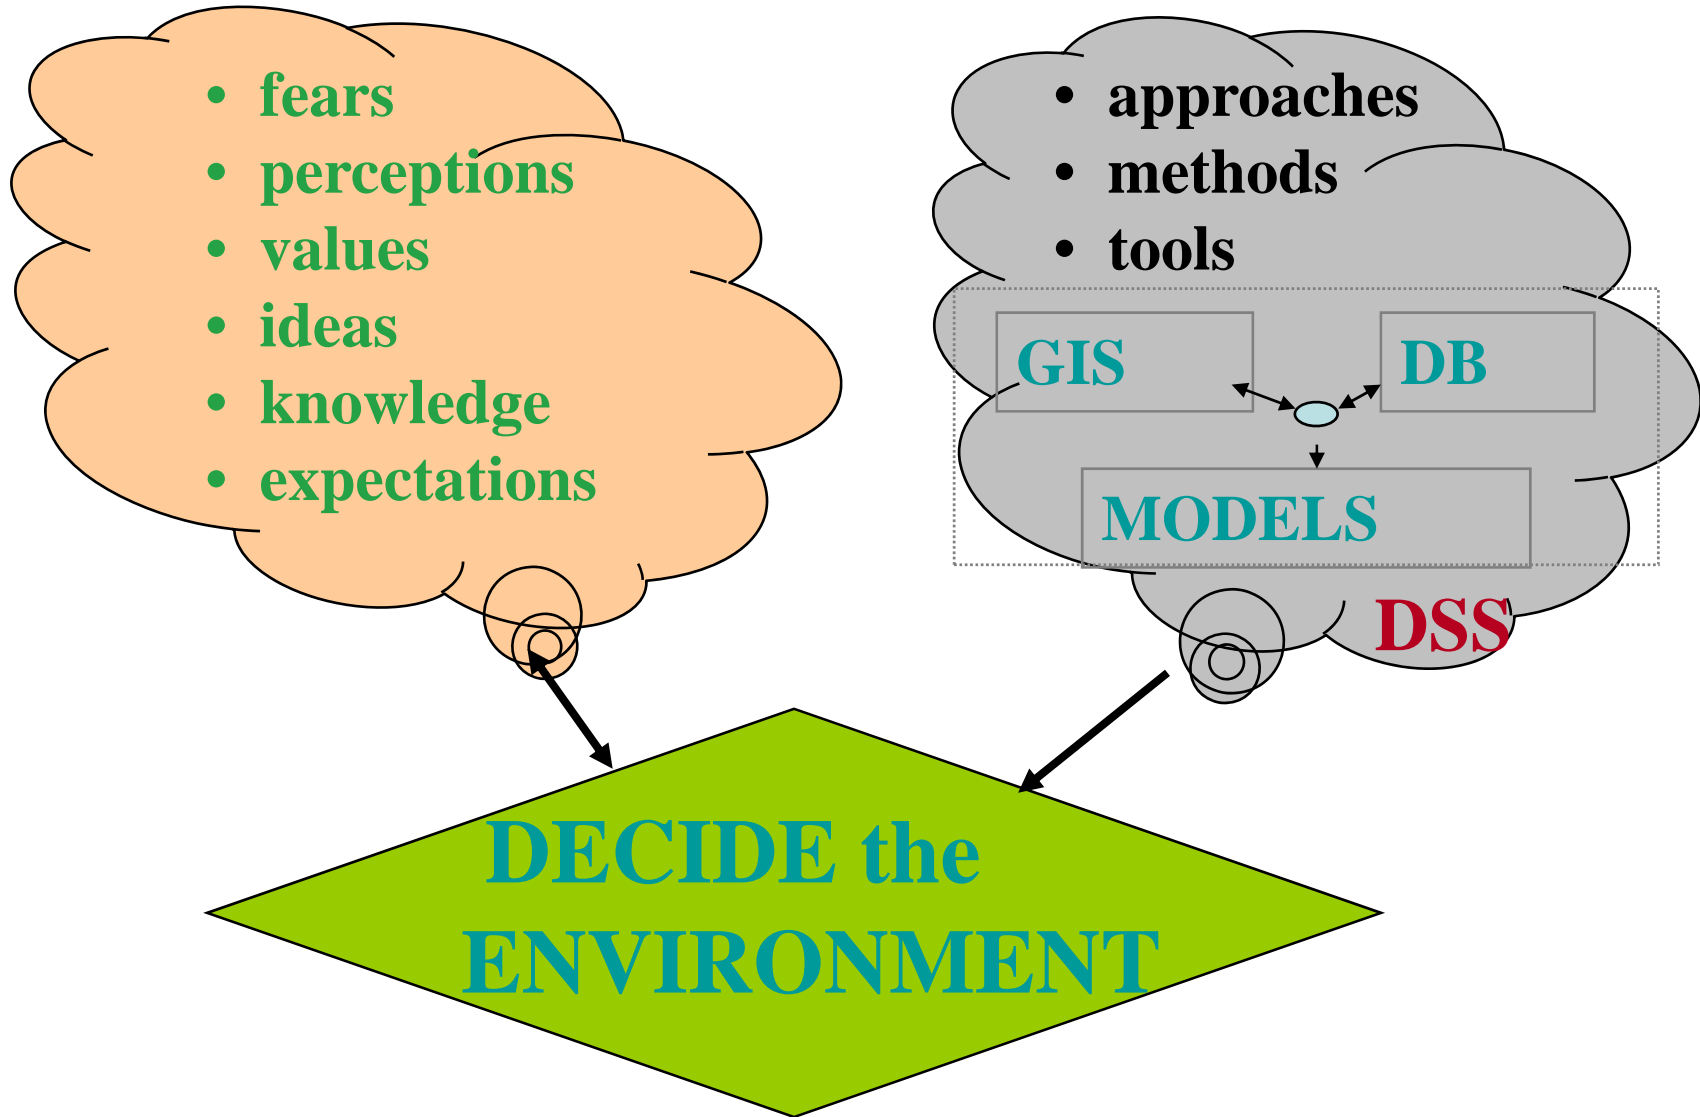 • fears
• perceptions
• values
• ideas
• knowledge
• expectations
• approaches
• methods
• tools
GIS
DB
MODELS
DSS
DECIDE the
ENVIRONMENT